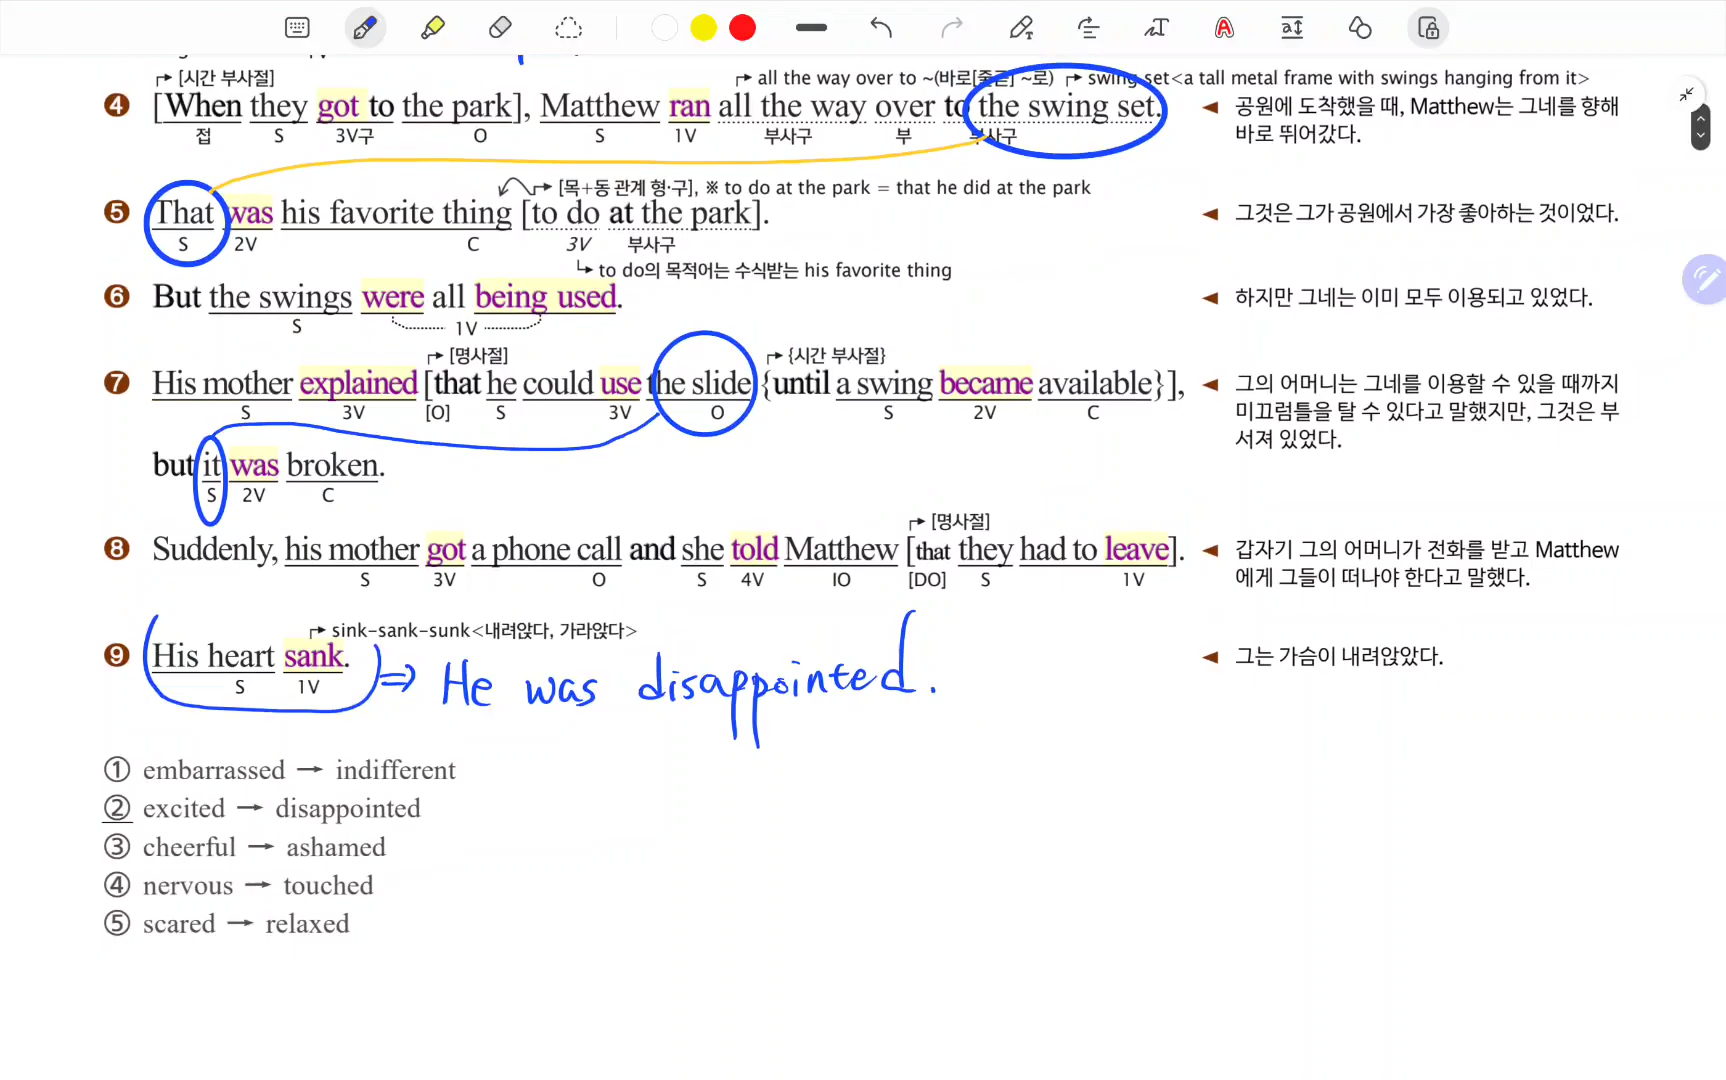 [시간 부사절] all the way over to ~(바로[줄곧] ~로) swing set<a tall metal frame with swings hanging from it>
❹ [When they got to the park], Matthew ran all the way over to the swing set. ◀ 공원에 도착했을 때, Matthew는 그네를 향해
접 S 3V구 O S 1V 부사구 부 부사구 바로 뛰어갔다.
[목+동 관계 형·구], ※ to do at the park = that he did at the park
❺ That was his favorite thing [to do at the park]. ◀ 그것은 그가 공원에서 가장 좋아하는 것이었다.
S 2V C 3V 부사구
to do의 목적어는 수식받는 his favorite thing
❻ But the swings were all being used. ◀ 하지만 그네는 이미 모두 이용되고 있었다.
S 1V
[명사절] {시간 부사절}
❼ His mother explained [that he could use the slide {until a swing became available}], ◀ 그의 어머니는 그네를 이용할 수 있을 때까지
S 3V [O] S 3V O S 2V C 미끄럼틀을 탈 수 있다고 말했지만, 그것은 부
서져 있었다.
but it was broken.
S 2V C
[명사절]
❽ Suddenly, his mother got a phone call and she told Matthew [that they had to leave]. ◀ 갑자기 그의 어머니가 전화를 받고 Matthew
S 3V O S 4V IO [DO] S 1V 에게 그들이 떠나야 한다고 말했다.
sink-sank-sunk<내려앉다, 가라앉다>
❾ His heart sank. ⇒ He was disappointed. ◀ 그는 가슴이 내려앉았다.
S 1V
① embarrassed → indifferent
② excited → disappointed
③ cheerful → ashamed
④ nervous → touched
⑤ scared → relaxed